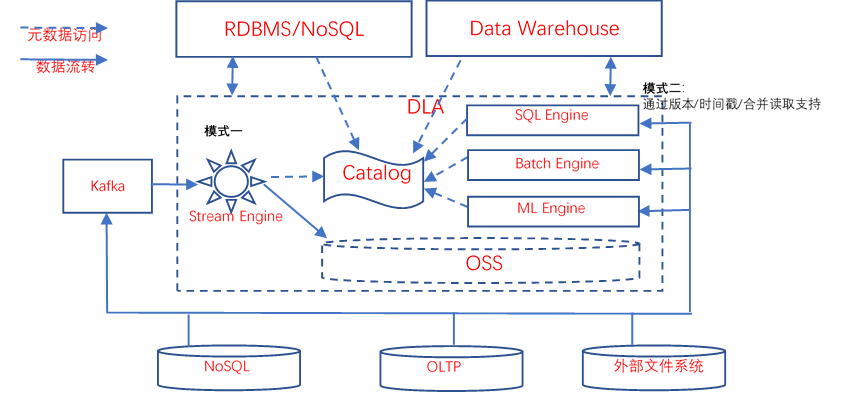 元数据访问
数据流转
RDBMS/NoSQL
Data Warehouse
DLA
模式二:
通过版本/时间戳/合并读取支持
模式一
SQL Engine
Batch Engine
ML Engine
Catalog
Kafka
Stream Engine
OSS
NoSQL
OLTP
外部文件系统